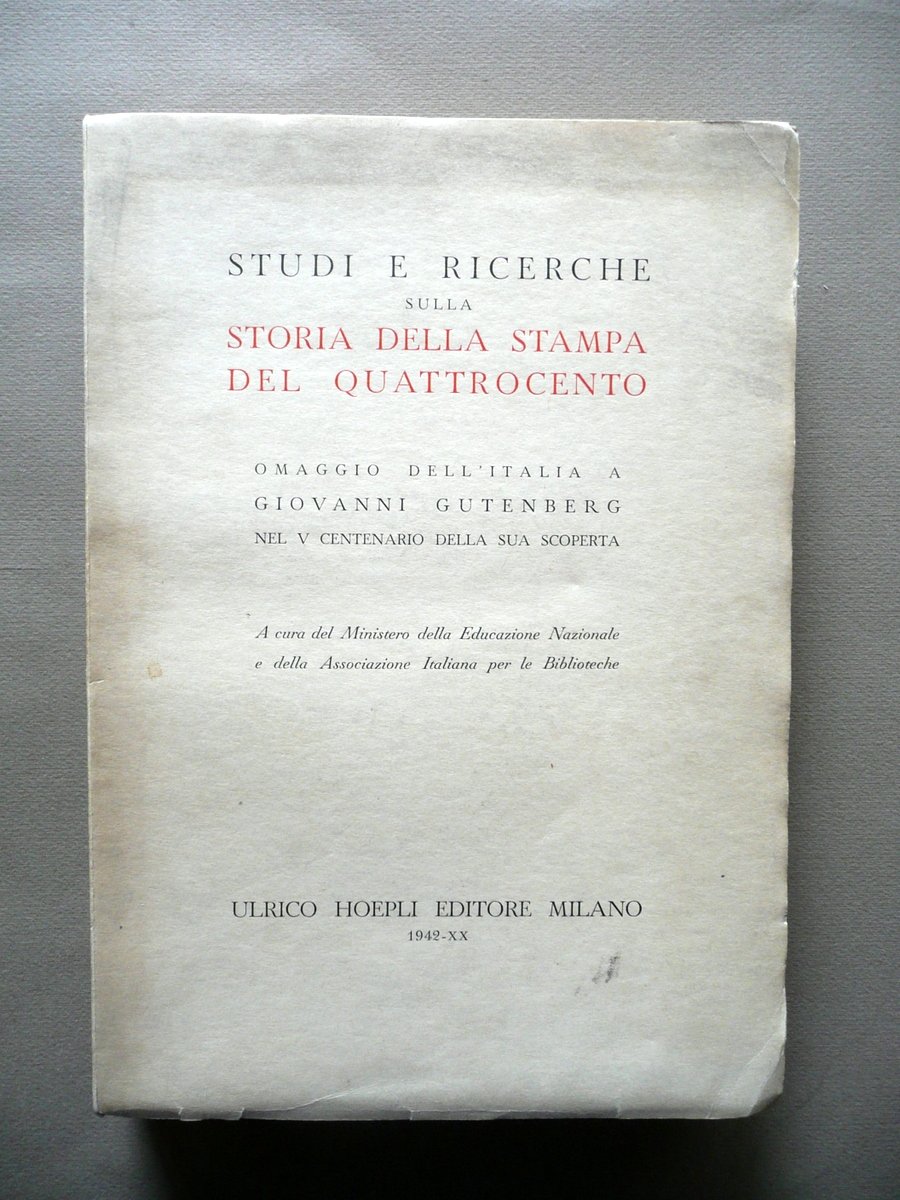 STUDI E RICERCHE
SULLA
STORIA DELLA STAMPA
DEL QUATTROCENTO
OMAGGIO DELL'ITALIA A
GIOVANNI GUTENBERG
NEL V CENTENARIO DELLA SUA SCOPERTA
A cura del Ministero della Educazione Nazionale
e della Associazione Italiana per le Biblioteche
ULRICO HOEPLI EDITORE MILANO
1942-XX